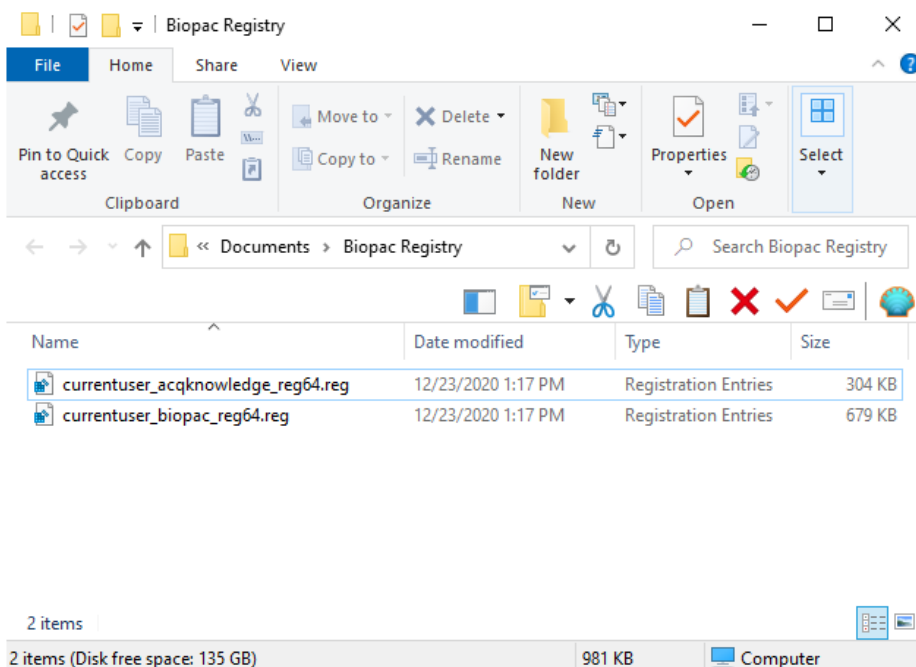 Biopac Registry
File Home Share View
Pin to Quick access
Copy
Paste
W...
Clipboard
Move to
Copy to
Delete
Rename
Organize
New folder
New
Properties
Open
Select
« Documents > Biopac Registry
Search Biopac Registry
Name Date modified Type Size
currentuser_acqknowledge_reg64.reg 12/23/2020 1:17 PM Registration Entries 304 KB
currentuser_biopac_reg64.reg 12/23/2020 1:17 PM Registration Entries 679 KB
2 items
2 items (Disk free space: 135 GB) 981 KB Computer